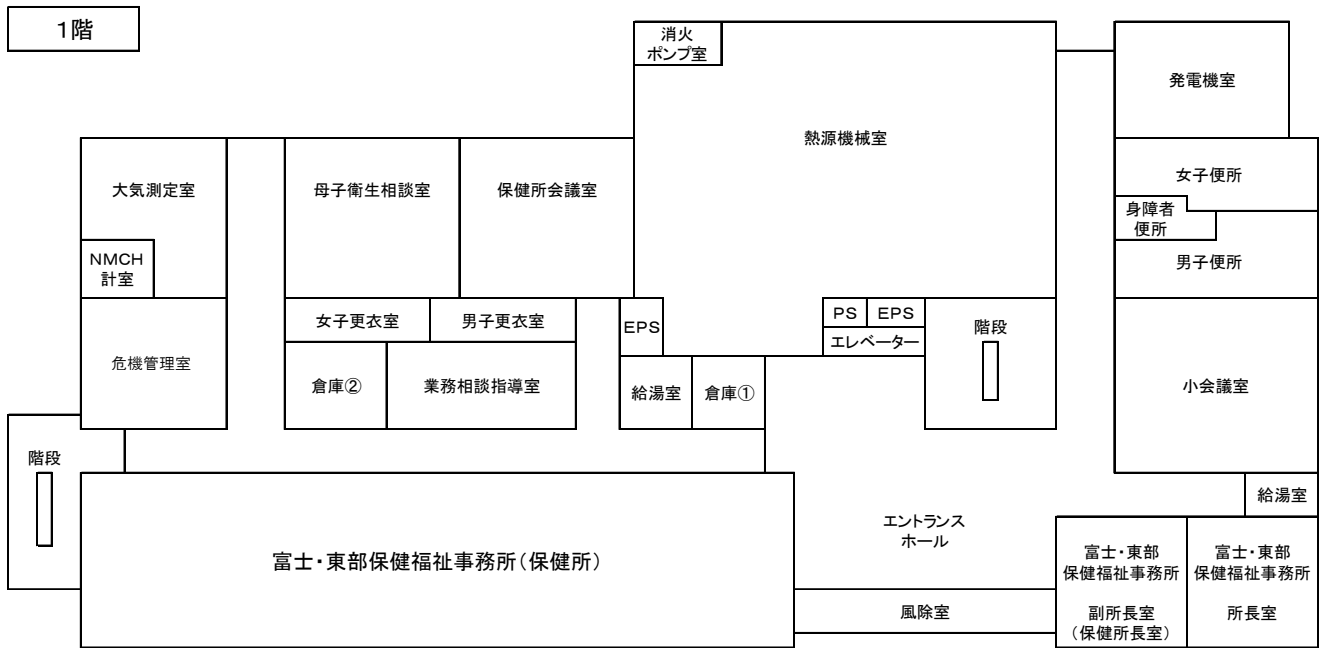 1階
消火
ポンプ室
熱源機械室
発電機室
大気測定室
母子衛生相談室
保健所会議室
女子便所
身障者
便所
男子便所
NMCH
計室
危機管理室
女子更衣室
男子更衣室
EPS
PS
EPS
エレベーター
階段
倉庫②
業務相談指導室
給湯室
倉庫①
小会議室
階段
給湯室
富士・東部保健福祉事務所(保健所)
エントランス
ホール
風除室
富士・東部
保健福祉事務所
副所長室
(保健所長室)
富士・東部
保健福祉事務所
所長室